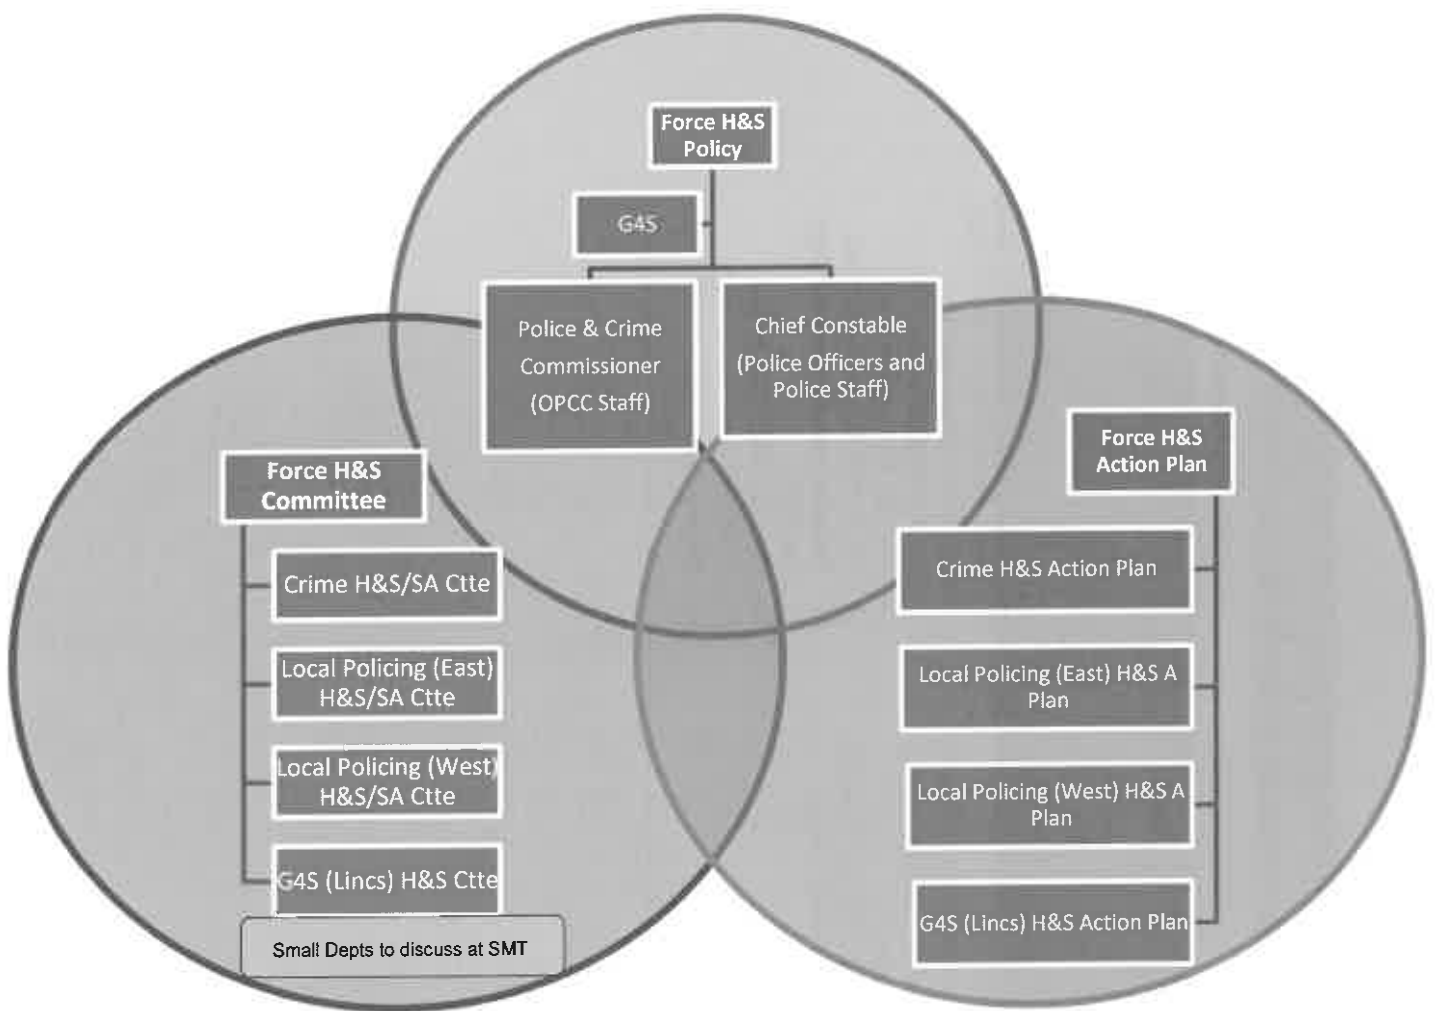 Force H&S
Policy
G4S
Police & Crime
Commissioner
(OPCC Staff)
Chief Constable
(Police Officers and
Police Staff)
Force H&S
Committee
Crime H&S/SA Ctte
Local Policing (East)
H&S/SA Ctte
Local Policing (West)
H&S/SA Ctte
G4S (Lincs) H&S Ctte
Small Depts to discuss at SMT
Force H&S
Action Plan
Crime H&S Action Plan
Local Policing (East) H&S A
Plan
Local Policing (West) H&S A
Plan
G4S (Lincs) H&S Action Plan